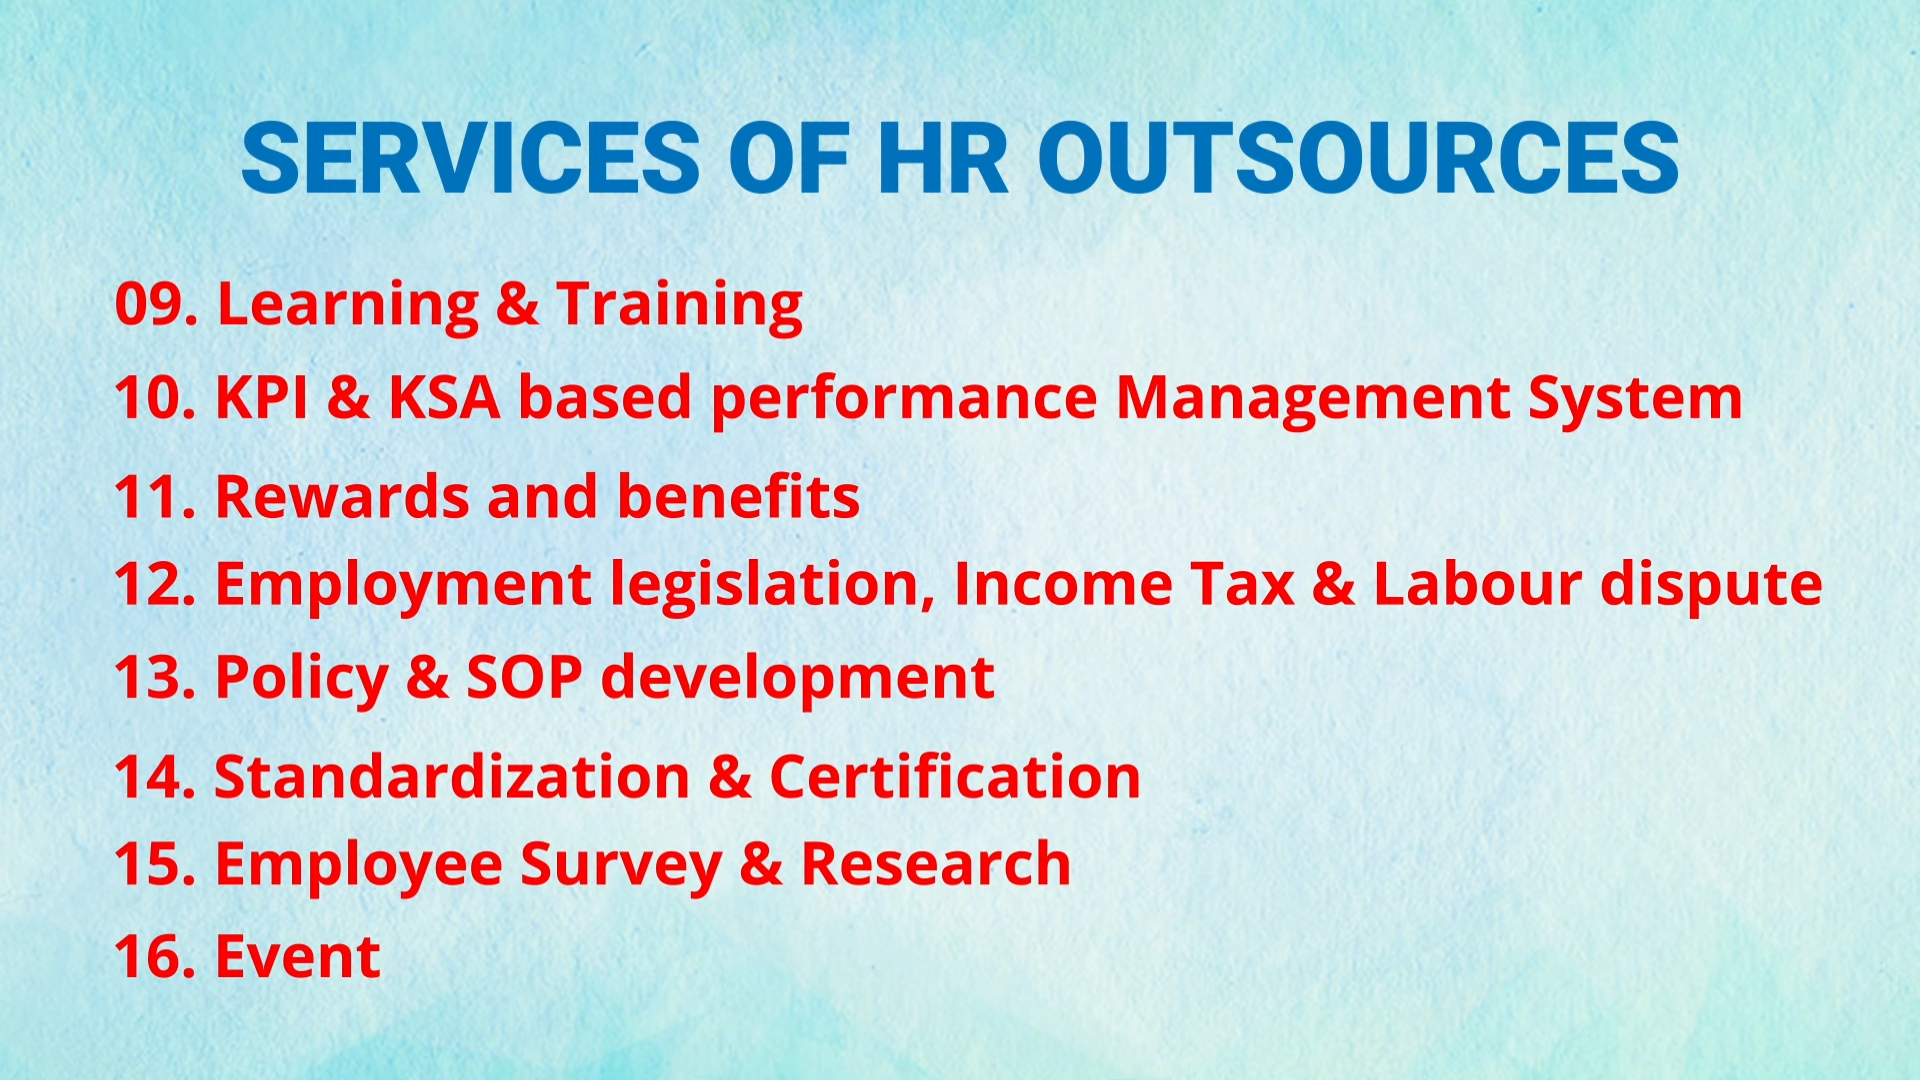 SERVICES OF HR OUTSOURCES
09. Learning & Training
10. KPI & KSA based performance Management System
11. Rewards and benefits
12. Employment legislation, Income Tax & Labour dispute
13. Policy & SOP development
14. Standardization & Certification
15. Employee Survey & Research
16. Event